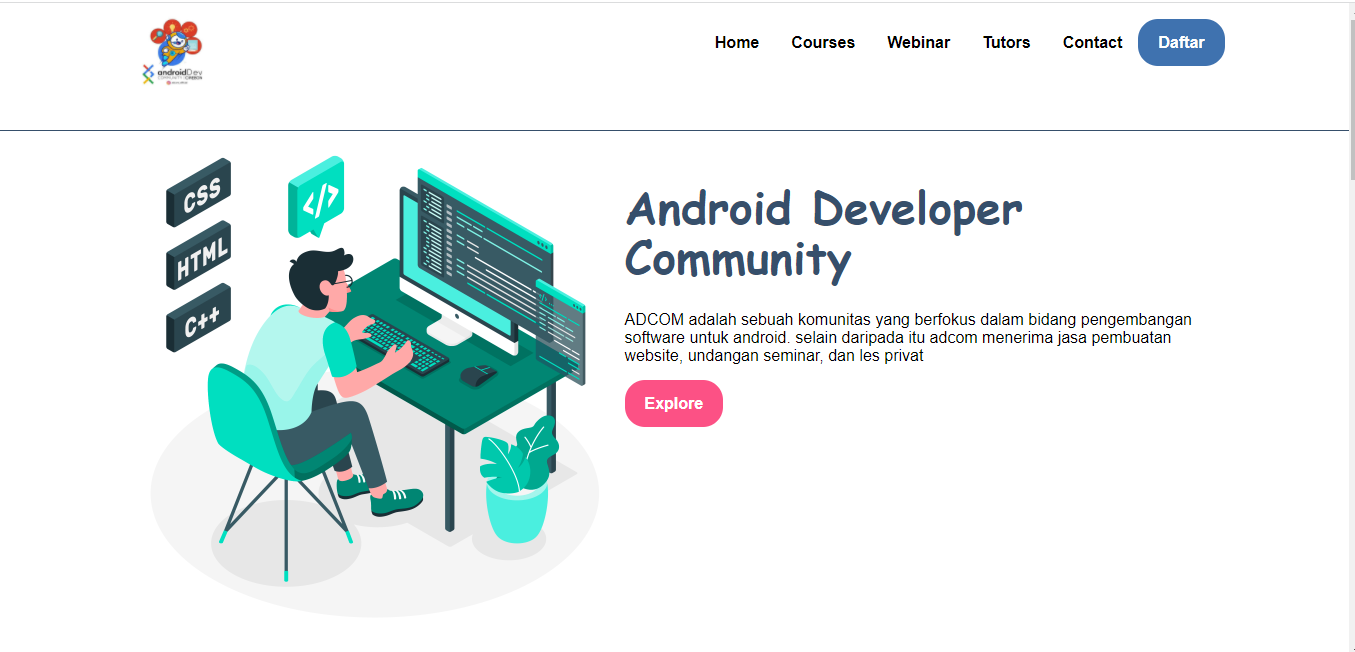 androidDev
Home Courses Webinar Tutors Contact Daftar
CSS
</>
HTML
C++
Android Developer
Community
ADCOM adalah sebuah komunitas yang berfokus dalam bidang pengembangan
software untuk android. selain daripada itu adcom menerima jasa pembuatan
website, undangan seminar, dan les privat
Explore